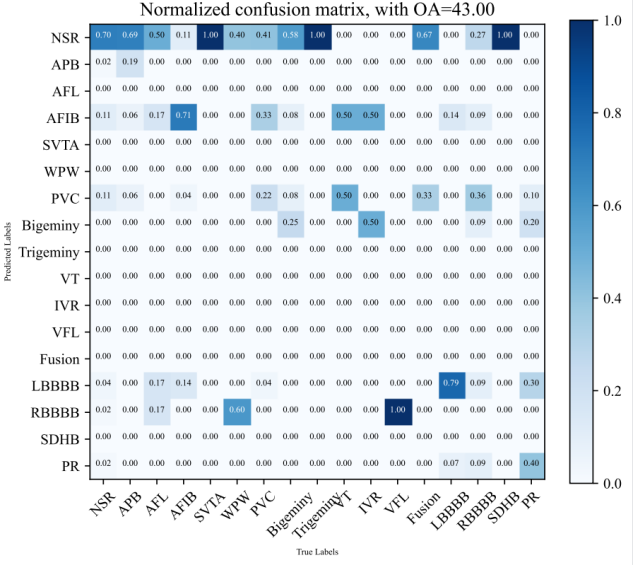 Normalized confusion matrix, with OA=43.00
NSR 0.70 0.69 0.50 0.11 1.00 0.40 0.41 0.58 1.00 0.00 0.00 0.00 0.67 0.00 0.27 1.00 0.00
APB 0.02 0.19 0.00 0.00 0.00 0.00 0.00 0.00 0.00 0.00 0.00 0.00 0.00 0.00 0.00 0.00 0.00
AFL 0.00 0.00 0.00 0.00 0.00 0.00 0.00 0.00 0.00 0.00 0.00 0.00 0.00 0.00 0.00 0.00 0.00
AFIB 0.11 0.06 0.17 0.71 0.00 0.00 0.33 0.08 0.00 0.50 0.50 0.00 0.00 0.14 0.09 0.00 0.00
SVTA 0.00 0.00 0.00 0.00 0.00 0.00 0.00 0.00 0.00 0.00 0.00 0.00 0.00 0.00 0.00 0.00 0.00
WPW 0.00 0.00 0.00 0.00 0.00 0.00 0.00 0.00 0.00 0.00 0.00 0.00 0.00 0.00 0.00 0.00 0.00
PVC 0.11 0.06 0.00 0.04 0.00 0.00 0.22 0.08 0.00 0.50 0.00 0.00 0.33 0.00 0.36 0.00 0.10
Bigeminy 0.00 0.00 0.00 0.00 0.00 0.00 0.00 0.25 0.00 0.00 0.50 0.00 0.00 0.00 0.09 0.00 0.20
Trigeminy 0.00 0.00 0.00 0.00 0.00 0.00 0.00 0.00 0.00 0.00 0.00 0.00 0.00 0.00 0.00 0.00 0.00
VT 0.00 0.00 0.00 0.00 0.00 0.00 0.00 0.00 0.00 0.00 0.00 0.00 0.00 0.00 0.00 0.00 0.00
IVR 0.00 0.00 0.00 0.00 0.00 0.00 0.00 0.00 0.00 0.00 0.00 0.00 0.00 0.00 0.00 0.00 0.00
VFL 0.00 0.00 0.00 0.00 0.00 0.00 0.00 0.00 0.00 0.00 0.00 0.00 0.00 0.00 0.00 0.00 0.00
Fusion 0.00 0.00 0.00 0.00 0.00 0.00 0.00 0.00 0.00 0.00 0.00 0.00 0.00 0.00 0.00 0.00 0.00
LBBBB 0.04 0.00 0.17 0.14 0.00 0.00 0.04 0.00 0.00 0.00 0.00 0.00 0.00 0.79 0.09 0.00 0.30
RBBBB 0.02 0.00 0.17 0.00 0.00 0.60 0.00 0.00 0.00 0.00 0.00 1.00 0.00 0.00 0.00 0.00 0.00
SDHB 0.00 0.00 0.00 0.00 0.00 0.00 0.00 0.00 0.00 0.00 0.00 0.00 0.00 0.00 0.00 0.00 0.00
PR 0.02 0.00 0.00 0.00 0.00 0.00 0.00 0.00 0.00 0.00 0.00 0.00 0.00 0.07 0.09 0.00 0.40
NSR APB AFL AFIB SVTA WPW PVC Bigeminy Trigeminy VT IVR VFL Fusion LBBBB RBBBB SDHB PR
True Labels
Predicted Labels
1.0
0.8
0.6
0.4
0.2
0.0